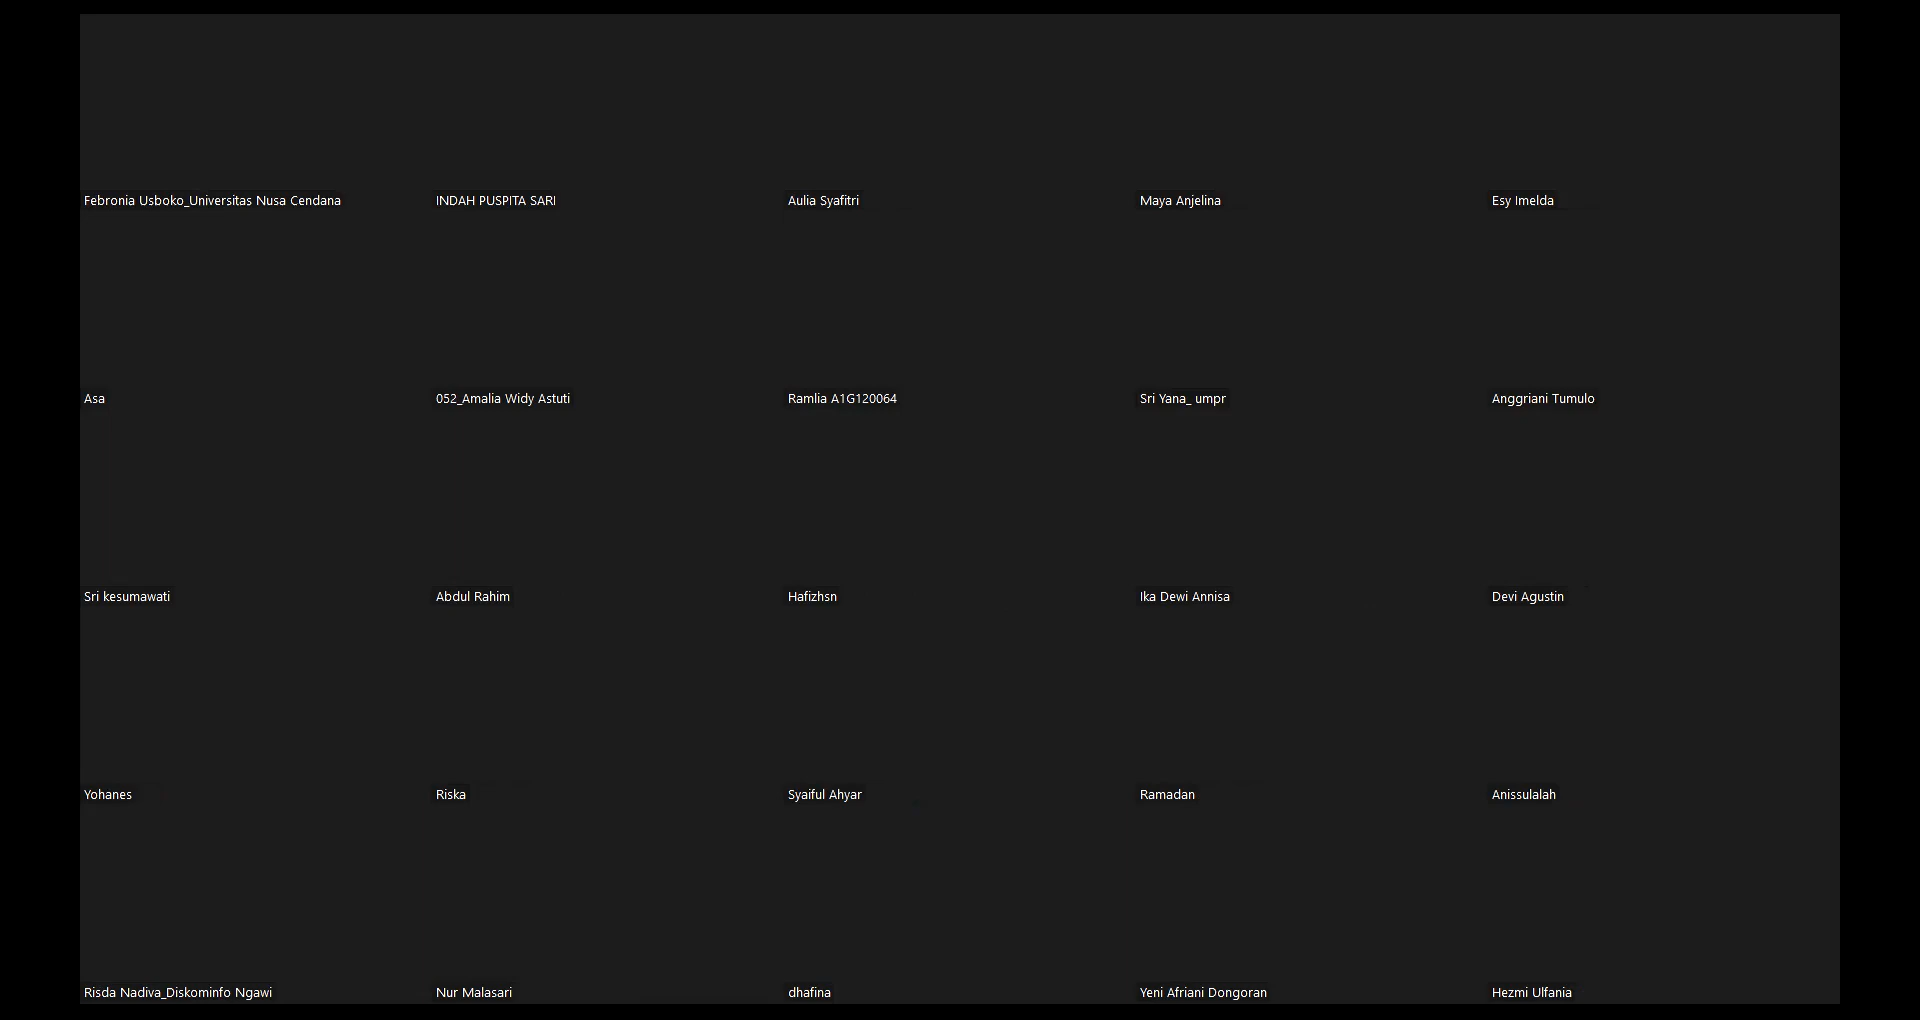 Febronia Usboko_Universitas Nusa Cendana
INDAH PUSPITA SARI
Aulia Syafitri
Maya Anjelina
Esy Imelda
Asa
052_Amalia Widy Astuti
Ramlia A1G120064
Sri Yana_ umpr
Anggriani Tumulo
Sri kesumawati
Abdul Rahim
Hafizhsn
Ika Dewi Annisa
Devi Agustin
Yohanes
Riska
Syaiful Ahyar
Ramadan
Anissulalah
Risda Nadiva_Diskominfo Ngawi
Nur Malasari
dhafina
Yeni Afriani Dongoran
Hezmi Ulfania